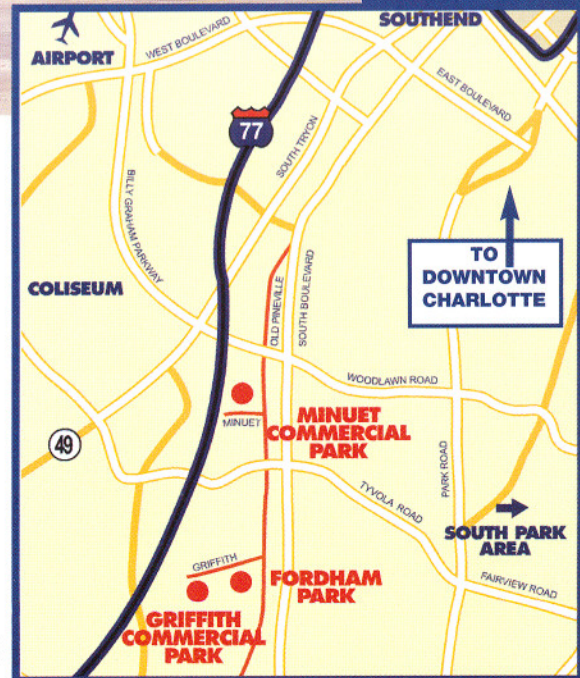 SOUTHEND
AIRPORT
WEST BOULEVARD
EAST BOULEVARD
77
SOUTH TRYON
BILLY GRAHAM PARKWAY
TO
DOWNTOWN
CHARLOTTE
COLISEUM
OLD PINEVILLE
SOUTH BOULEVARD
WOODLAWN ROAD
MINUET
MINUET
COMMERCIAL
PARK
49
PARK ROAD
TYVOLA ROAD
SOUTH PARK
AREA
GRIFFITH
FORDHAM
PARK
FAIRVIEW ROAD
GRIFFITH
COMMERCIAL
PARK